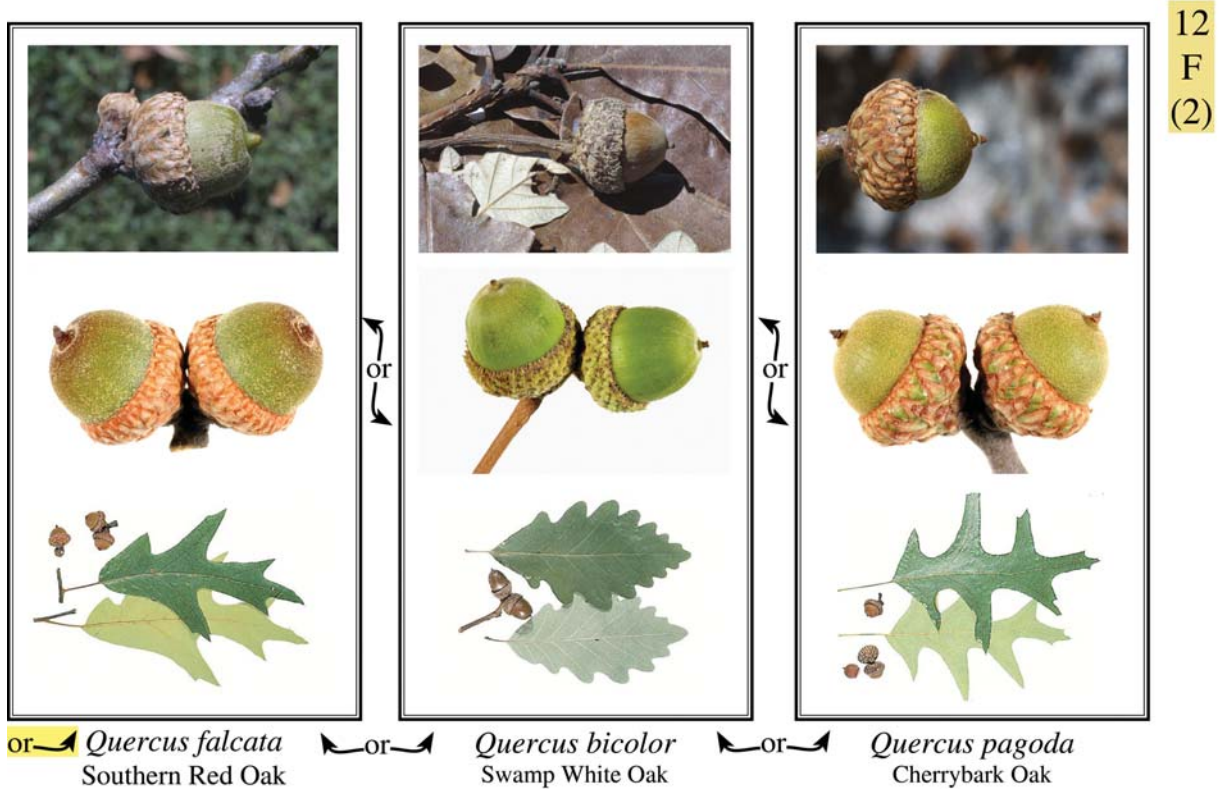 12
F
(2)
or
or
or Quercus falcata or Quercus bicolor or Quercus pagoda
Southern Red Oak Swamp White Oak Cherrybark Oak